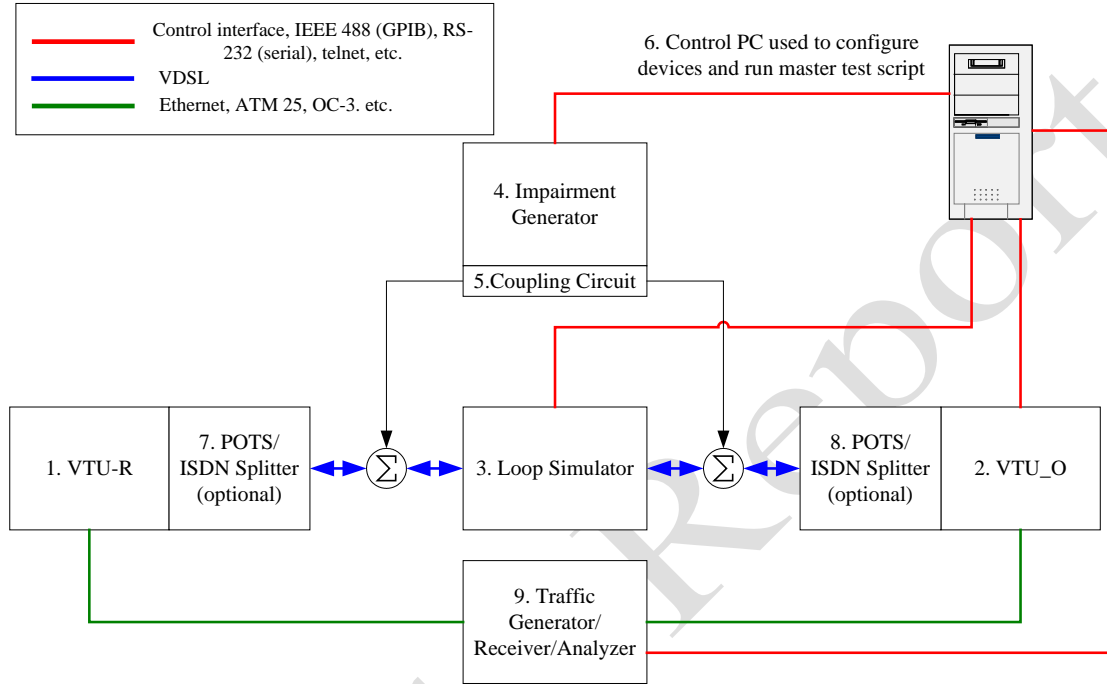 Control interface, IEEE 488 (GPIB), RS-
232 (serial), telnet, etc.
VDSL
Ethernet, ATM 25, OC-3. etc.
6. Control PC used to configure
devices and run master test script
4. Impairment
Generator
5.Coupling Circuit
1. VTU-R
7. POTS/
ISDN Splitter
(optional)
Σ
3. Loop Simulator
Σ
8. POTS/
ISDN Splitter
(optional)
2. VTU_O
9. Traffic
Generator/
Receiver/Analyzer
Report